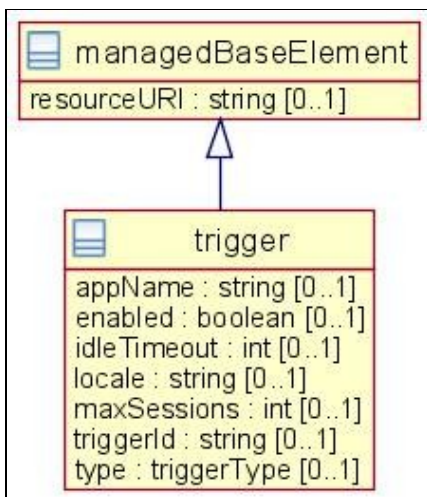 managedBaseElement
resourceURI : string [0..1]
trigger
appName : string [0..1]
enabled : boolean [0..1]
idleTimeout : int [0..1]
locale : string [0..1]
maxSessions : int [0..1]
triggerId : string [0..1]
type : triggerType [0..1]